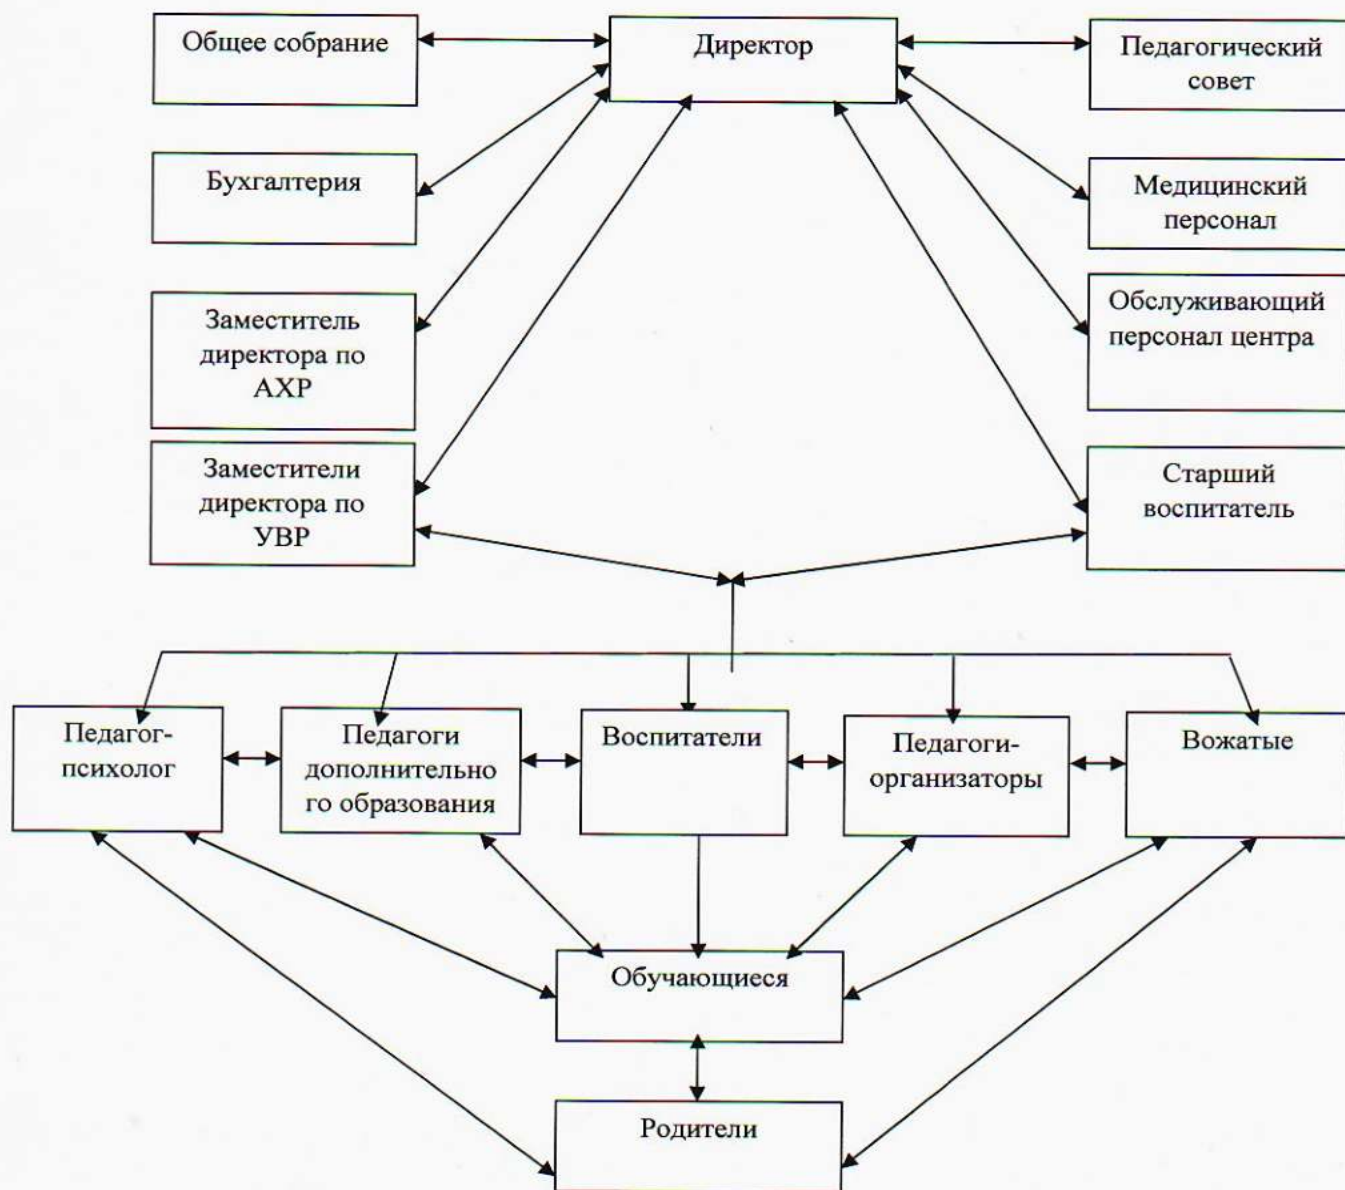 Общее собрание
Директор
Педагогический
совет
Бухгалтерия
Медицинский
персонал
Заместитель
директора по
АХР
Обслуживающий
персонал центра
Заместители
директора по
УВР
Старший
воспитатель
Педагог-
психолог
Педагоги
дополнительно
го образования
Воспитатели
Педагоги-
организаторы
Вожатые
Обучающиеся
Родители